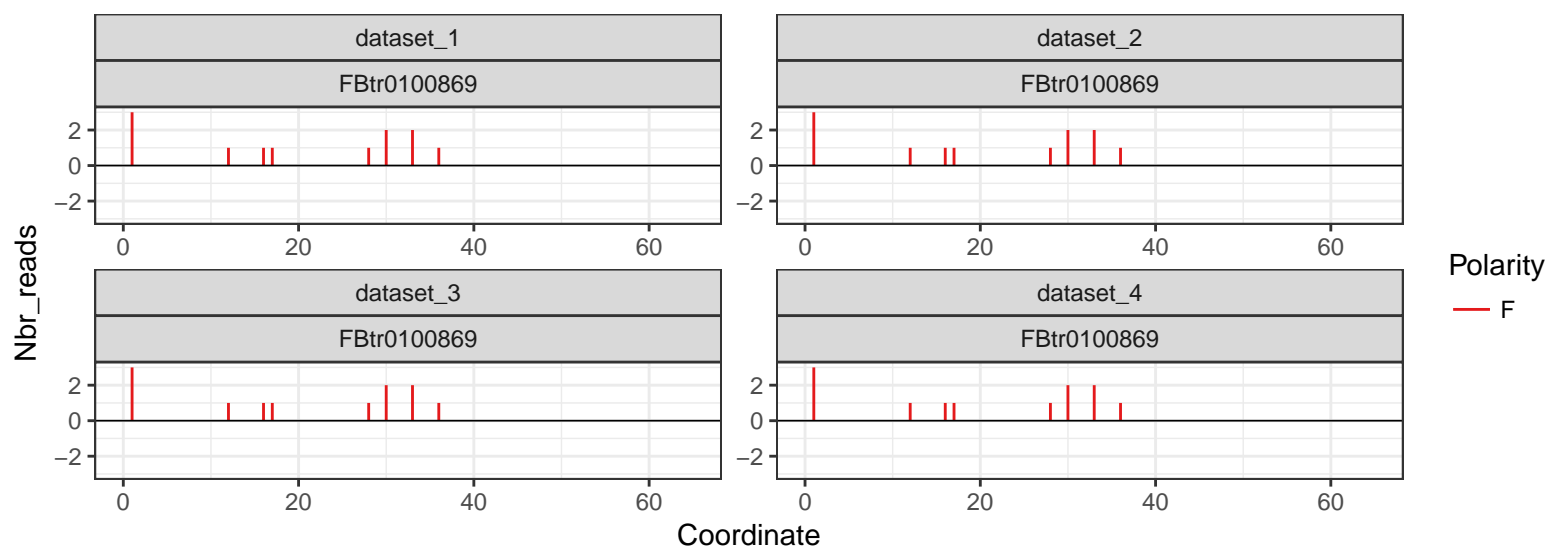 dataset_1
dataset_2
FBtr0100869
FBtr0100869
2
0
−2
0 20 40 60
2
0
−2
0 20 40 60
dataset_3
dataset_4
FBtr0100869
FBtr0100869
2
0
−2
0 20 40 60
2
0
−2
0 20 40 60
Nbr_reads
Coordinate
Polarity
F